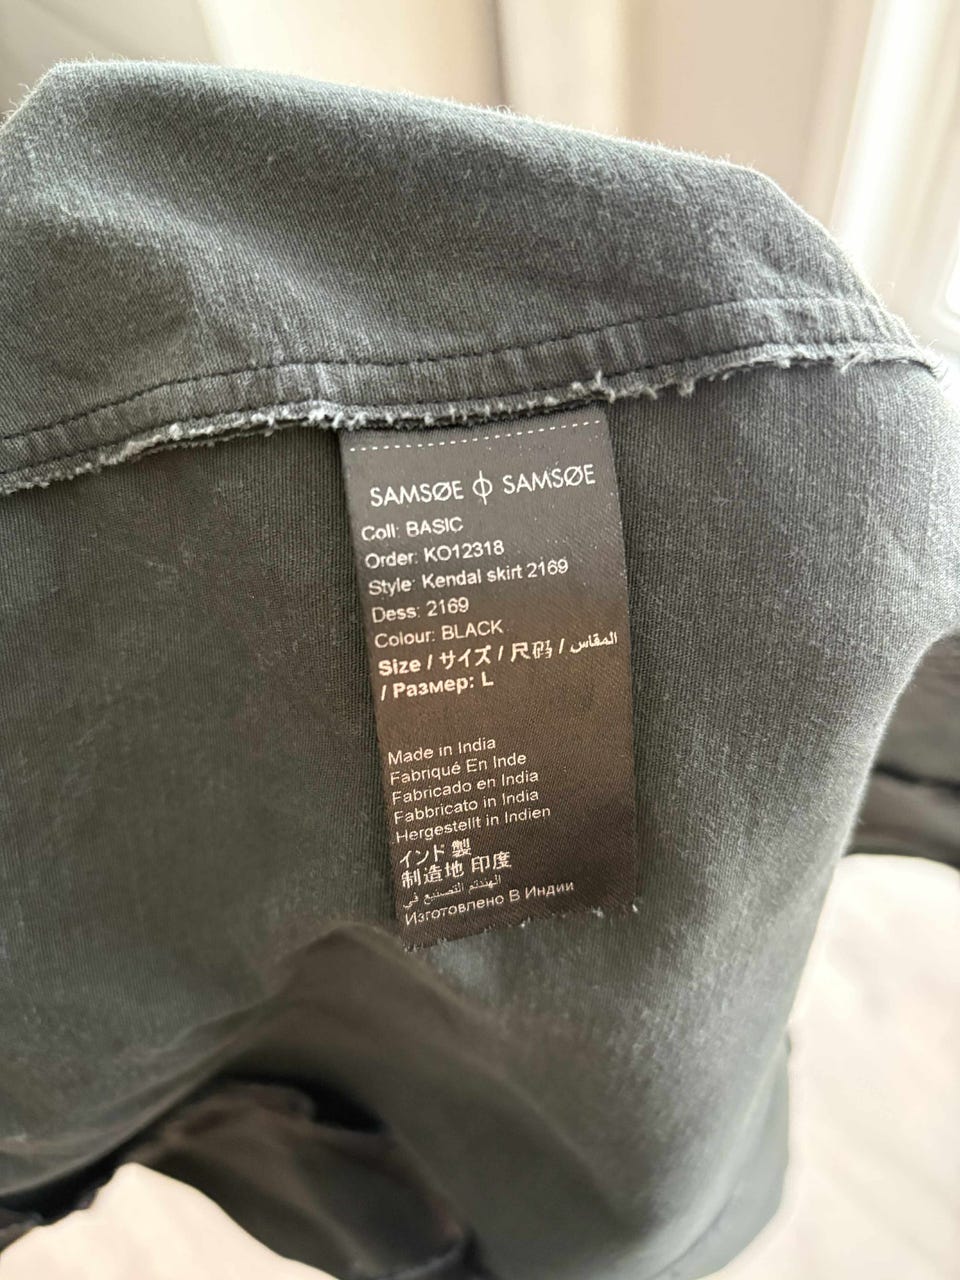 SAMSØE ϕ SAMSØE
Coll: BASIC
Order: KO12318
Style: Kendal skirt 2169
Dess: 2169
Colour: BLACK
Size / サイズ / 尺码 / المقاس
/ Размер: L
Made in India
Fabriqué En Inde
Fabricado en India
Fabbricato in India
Hergestellt in Indien
インド 製
制造地 印度
الهندتم التصنيع في
Изготовлено В Индии